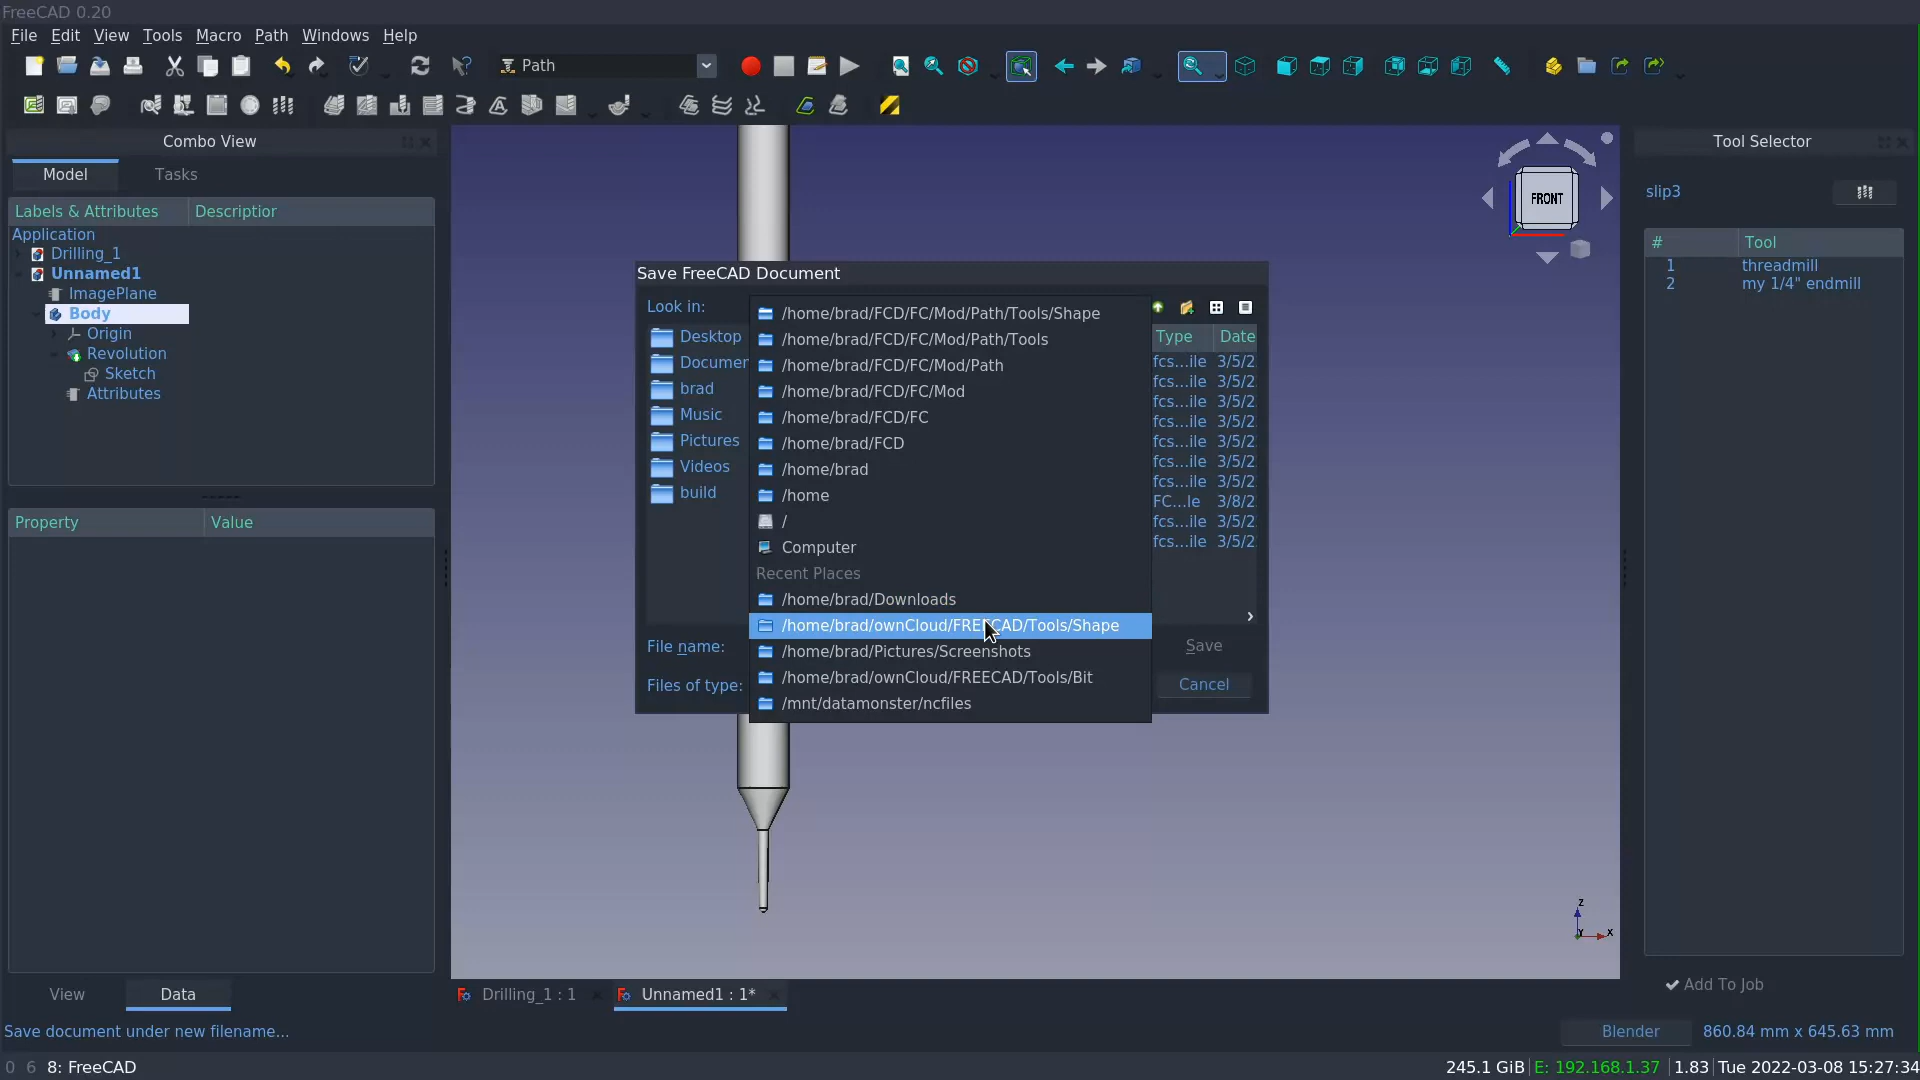 FreeCAD 0.20
File Edit View Tools Macro Path Windows Help
Path
Combo View
Model Tasks
Labels & Attributes Descriptior
Application
Drilling_1
Unnamed1
ImagePlane
Body
Origin
Revolution
Sketch
Attributes
Property Value
View Data
Save document under new filename...
Save FreeCAD Document
Look in:
Desktop
Documer
brad
Music
Pictures
Videos
build
/home/brad/FCD/FC/Mod/Path/Tools/Shape
/home/brad/FCD/FC/Mod/Path/Tools
/home/brad/FCD/FC/Mod/Path
/home/brad/FCD/FC/Mod
/home/brad/FCD/FC
/home/brad/FCD
/home/brad
/home
/
Computer
Recent Places
/home/brad/Downloads
/home/brad/ownCloud/FREECAD/Tools/Shape
/home/brad/Pictures/Screenshots
/home/brad/ownCloud/FREECAD/Tools/Bit
/mnt/datamonster/ncfiles
Type Date
fcs...ile 3/5/2
fcs...ile 3/5/2
fcs...ile 3/5/2
fcs...ile 3/5/2
fcs...ile 3/5/2
fcs...ile 3/5/2
fcs...ile 3/5/2
FC...le 3/8/2
fcs...ile 3/5/2
fcs...ile 3/5/2
File name:
Save
Files of type:
Cancel
FRONT
Z
Y
X
Drilling_1 : 1
Unnamed1 : 1*
Tool Selector
slip3
# Tool
1 threadmill
2 my 1/4" endmill
Add To Job
Blender 860.84 mm x 645.63 mm
0 6 8: FreeCAD
245.1 GiB E: 192.168.1.37 1.83 Tue 2022-03-08 15:27:34